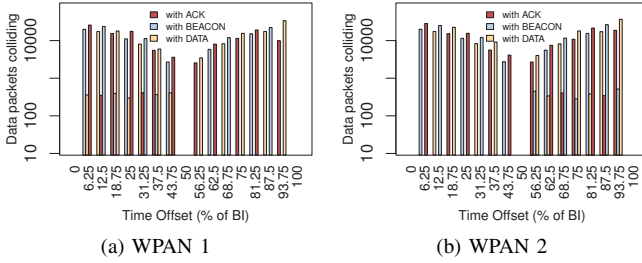 Data packets colliding
10 100 10000
with ACK
with BEACON
with DATA
0 6.25 12.5 18.75 25 31.25 37.5 43.75 50 56.25 62.5 68.75 75 81.25 87.5 93.75 100
Time Offset (% of BI)
(a) WPAN 1
Data packets colliding
10 100 10000
with ACK
with BEACON
with DATA
0 6.25 12.5 18.75 25 31.25 37.5 43.75 50 56.25 62.5 68.75 75 81.25 87.5 93.75 100
Time Offset (% of BI)
(b) WPAN 2